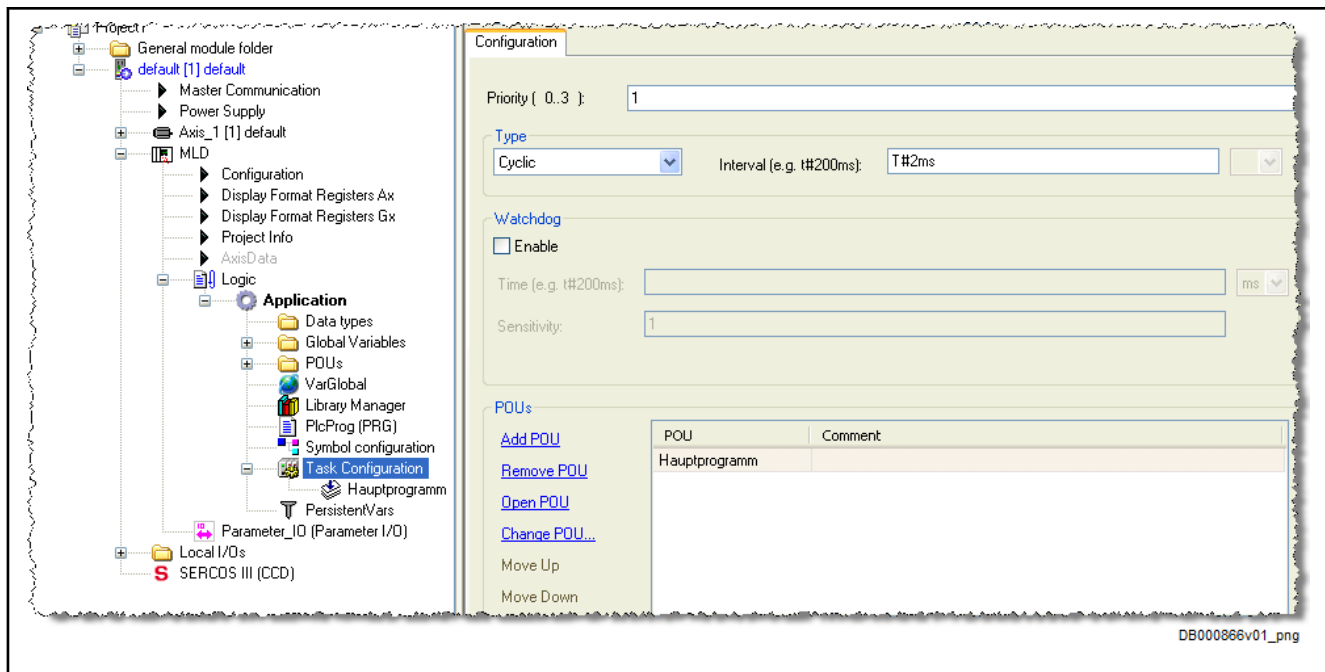 Project
General module folder
default [1] default
Master Communication
Power Supply
Axis_1 [1] default
MLD
Configuration
Display Format Registers Ax
Display Format Registers Gx
Project Info
AxisData
Logic
Application
Data types
Global Variables
POUs
VarGlobal
Library Manager
PlcProg (PRG)
Symbol configuration
Task Configuration
Hauptprogramm
PersistentVars
Parameter_IO (Parameter I/O)
Local I/Os
SERCOS III (CCD)
Configuration
Priority ( 0..3 ): 1
Type
Cyclic Interval (e.g. t#200ms): T#2ms
Watchdog
Enable
Time (e.g. t#200ms): ms
Sensitivity: 1
POUs
Add POU
Remove POU
Open POU
Change POU...
Move Up
Move Down
POU Comment
Hauptprogramm
DB000866v01_png